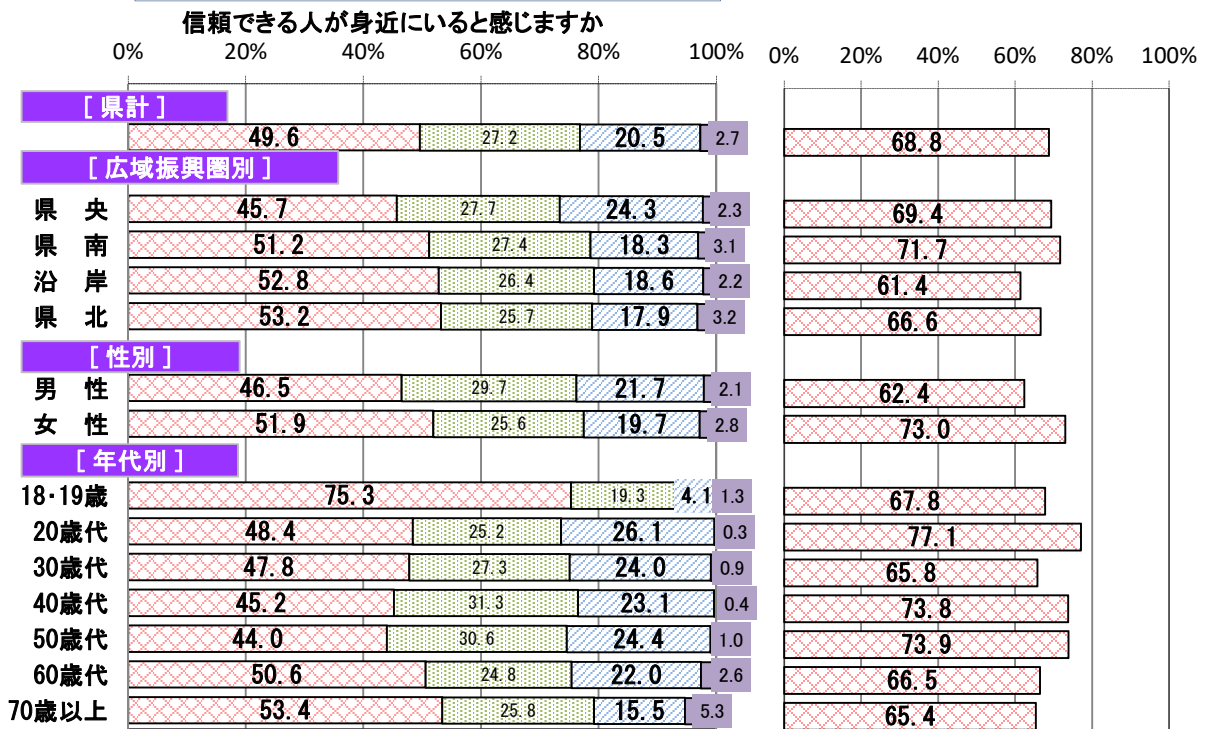 信頼できる人が身近にいると感じますか
0% 20% 40% 60% 80% 100% 0% 20% 40% 60% 80% 100%
[ 県計 ]
49.6 27.2 20.5 2.7 68.8
[ 広域振興圏別 ]
県 央 45.7 27.7 24.3 2.3 69.4
県 南 51.2 27.4 18.3 3.1 71.7
沿 岸 52.8 26.4 18.6 2.2 61.4
県 北 53.2 25.7 17.9 3.2 66.6
[ 性別 ]
男 性 46.5 29.7 21.7 2.1 62.4
女 性 51.9 25.6 19.7 2.8 73.0
[ 年代別 ]
18・19歳 75.3 19.3 4.1 1.3 67.8
20歳代 48.4 25.2 26.1 0.3 77.1
30歳代 47.8 27.3 24.0 0.9 65.8
40歳代 45.2 31.3 23.1 0.4 73.8
50歳代 44.0 30.6 24.4 1.0 73.9
60歳代 50.6 24.8 22.0 2.6 66.5
70歳以上 53.4 25.8 15.5 5.3 65.4